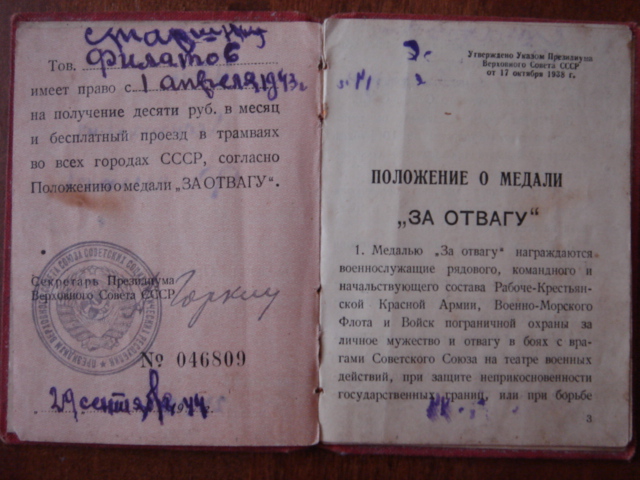 Филатов
Тов.
имеет право с 1 апреля 1943 г.
на получение десяти руб. в месяц
и бесплатный проезд в трамваях
во всех городах СССР, согласно
Положению о медали „ЗА ОТВАГУ“.
Секретарь Президиума
Верховного Совета СССР
№ 046809
29 сентября 44
Утверждено Указом Президиума
Верховного Совета СССР
от 17 октября 1938 г.
ПОЛОЖЕНИЕ О МЕДАЛИ
„ЗА ОТВАГУ“
1. Медалью „За отвагу“ награждаются
военнослужащие рядового, командного и
начальствующего состава Рабоче-Крестьян-
ской Красной Армии, Военно-Морского
Флота и Войск пограничной охраны за
личное мужество и отвагу в боях с вра-
гами Советского Союза на театре военных
действий, при защите неприкосновенности
государственных границ, или при борьбе
3